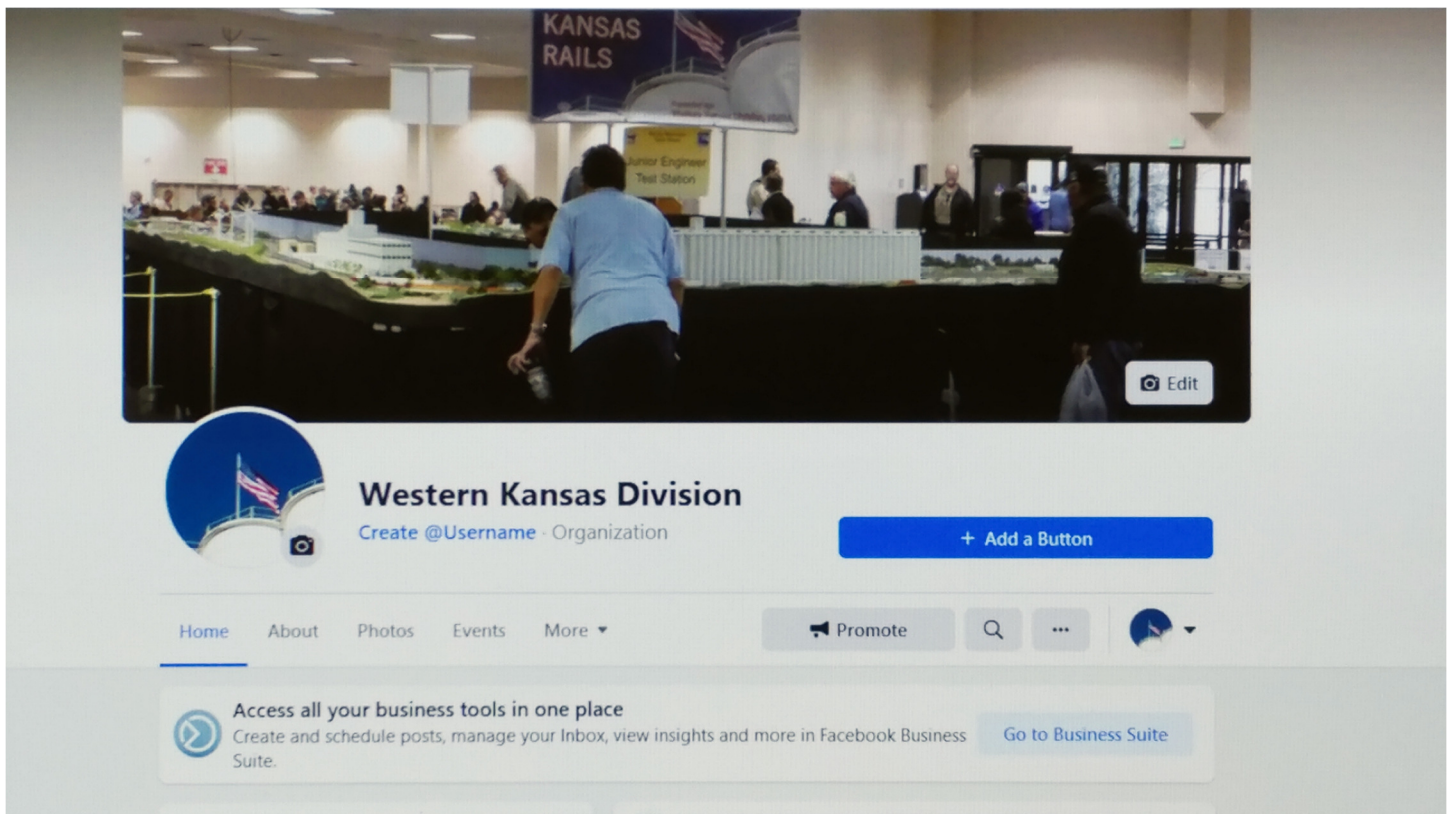 KANSAS
RAILS
Junior Engineer
Test Station
Edit
Western Kansas Division
Create @Username · Organization
+ Add a Button
Home About Photos Events More Promote
Access all your business tools in one place
Create and schedule posts, manage your Inbox, view insights and more in Facebook Business
Suite.
Go to Business Suite